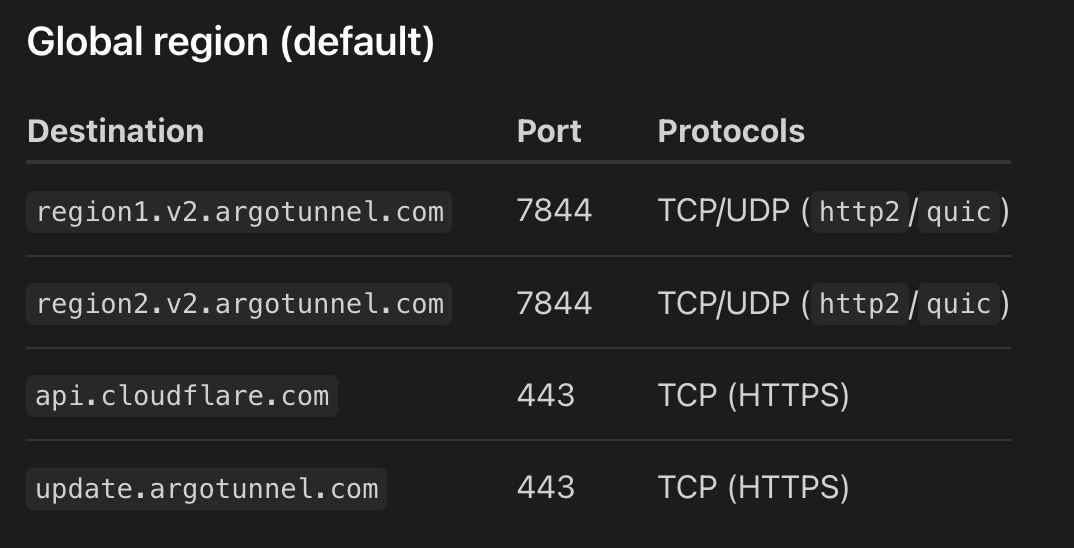 Global region (default)
Destination Port Protocols
region1.v2.argotunnel.com 7844 TCP/UDP (http2/quic)
region2.v2.argotunnel.com 7844 TCP/UDP (http2/quic)
api.cloudflare.com 443 TCP (HTTPS)
update.argotunnel.com 443 TCP (HTTPS)